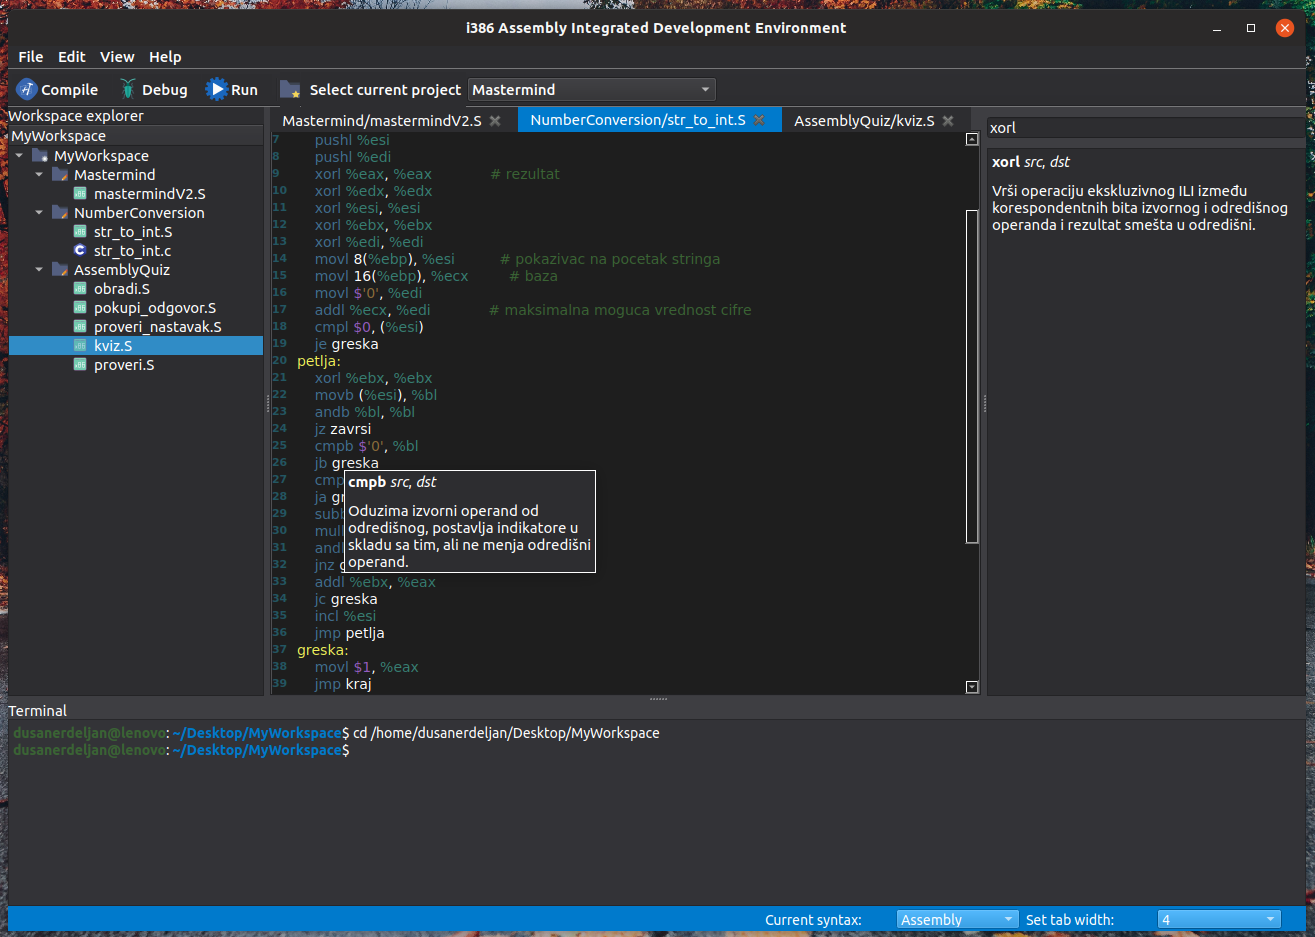 i386 Assembly Integrated Development Environment
File Edit View Help
Compile Debug Run Select current project Mastermind
Workspace explorer
MyWorkspace
MyWorkspace
Mastermind
mastermindV2.S
NumberConversion
str_to_int.S
str_to_int.c
AssemblyQuiz
obradi.S
pokupi_odgovor.S
proveri_nastavak.S
kviz.S
proveri.S
Mastermind/mastermindV2.S NumberConversion/str_to_int.S AssemblyQuiz/kviz.S
7 pushl %esi
8 pushl %edi
9 xorl %eax, %eax # rezultat
10 xorl %edx, %edx
11 xorl %esi, %esi
12 xorl %ebx, %ebx
13 xorl %edi, %edi
14 movl 8(%ebp), %esi # pokazivac na pocetak stringa
15 movl 16(%ebp), %ecx # baza
16 movl $'0', %edi
17 addl %ecx, %edi # maksimalna moguca vrednost cifre
18 cmpl $0, (%esi)
19 je greska
20 petlja:
21 xorl %ebx, %ebx
22 movb (%esi), %bl
23 andb %bl, %bl
24 jz zavrsi
25 cmpb $'0', %bl
26 jb greska
27 cmp
28 ja gr
29 subb
30 mull
31 andl
32 jnz g
33 addl %ebx, %eax
34 jc greska
35 incl %esi
36 jmp petlja
37 greska:
38 movl $1, %eax
39 jmp kraj
cmpb src, dst
Oduzima izvorni operand od
odredišnog, postavlja indikatore u
skladu sa tim, ali ne menja odredišni
operand.
xorl
xorl src, dst
Vrši operaciju ekskluzivnog ILI između
korespondentnih bita izvornog i odredišnog
operanda i rezultat smešta u odredišni.
Terminal
dusanerdeljan@lenovo:~/Desktop/MyWorkspace$ cd /home/dusanerdeljan/Desktop/MyWorkspace
dusanerdeljan@lenovo:~/Desktop/MyWorkspace$
Current syntax: Assembly Set tab width: 4